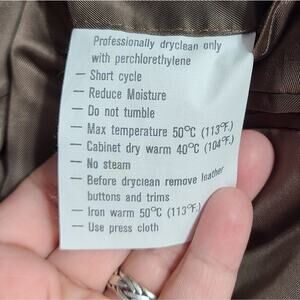 Professionally dryclean only
with perchlorethylene
— Short cycle
— Reduce Moisture
— Do not tumble
— Max temperature 50°C (113°F.)
— Cabinet dry warm 40°C (104°F.)
— No steam
— Before dryclean remove leather
buttons and trims
— Iron warm 50°C (113°F.)
— Use press cloth